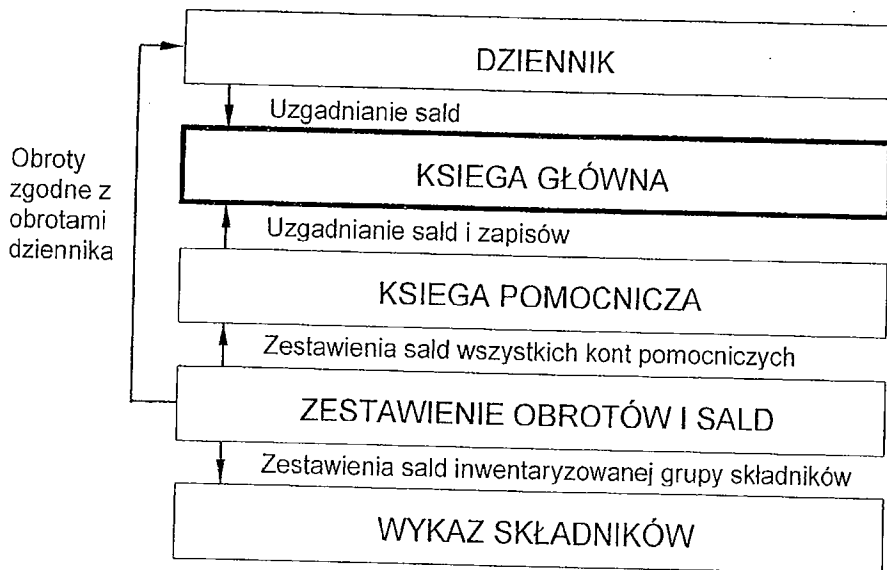 DZIENNIK
Uzgadnianie sald
Obroty
zgodne z
obrotami
dziennika
KSIEGA GŁÓWNA
Uzgadnianie sald i zapisów
KSIEGA POMOCNICZA
Zestawienia sald wszystkich kont pomocniczych
ZESTAWIENIE OBROTÓW I SALD
Zestawienia sald inwentaryzowanej grupy składników
WYKAZ SKŁADNIKÓW